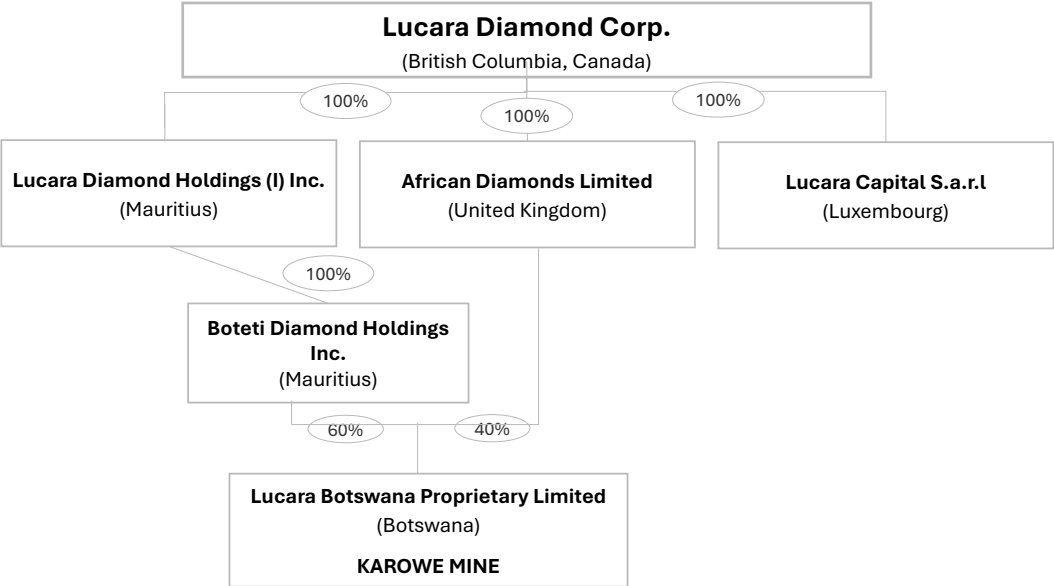 Lucara Diamond Corp.
(British Columbia, Canada)
100%
100%
100%
Lucara Diamond Holdings (I) Inc.
(Mauritius)
African Diamonds Limited
(United Kingdom)
Lucara Capital S.a.r.l
(Luxembourg)
100%
Boteti Diamond Holdings
Inc.
(Mauritius)
60%
40%
Lucara Botswana Proprietary Limited
(Botswana)
KAROWE MINE